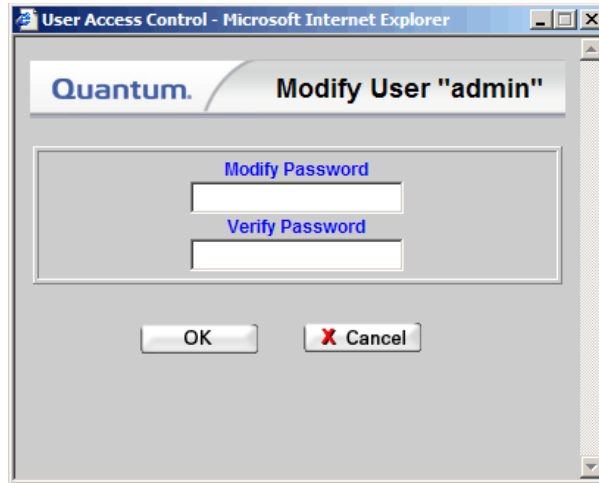 User Access Control - Microsoft Internet Explorer
Quantum. Modify User "admin"
Modify Password
Verify Password
OK X Cancel